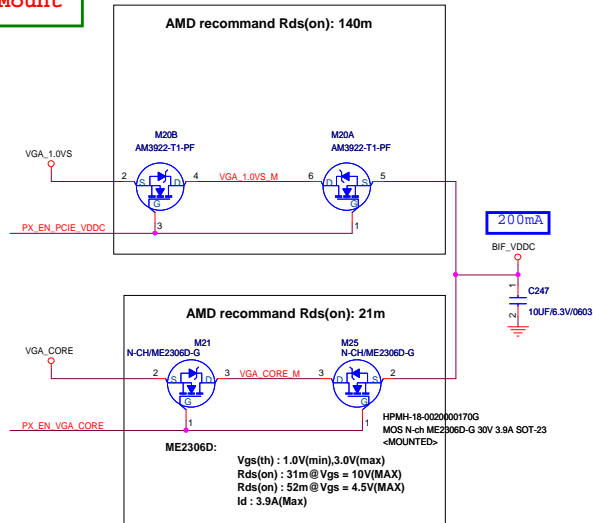 Mount
AMD recommand Rds(on): 140m
M20B
AM3922-T1-PF
M20A
AM3922-T1-PF
VGA_1.0VS
2
S
D
4
VGA_1.0VS_M
6
D
S
5
G
G
PX_EN_PCIE_VDDC
3
1
200mA
BIF_VDDC
1
C247
2
10UF/6.3V/0603
AMD recommand Rds(on): 21m
VGA_CORE
M21
N-CH/ME2306D-G
M25
N-CH/ME2306D-G
2
S
D
3
VGA_CORE_M
3
D
S
2
G
G
PX_EN_VGA_CORE
1
1
HPMH-18-0020000170G
MOS N-ch ME2306D-G 30V 3.9A SOT-23
<MOUNTED>
ME2306D:
Vgs(th) : 1.0V(min),3.0V(max)
Rds(on) : 31m@Vgs = 10V(MAX)
Rds(on) : 52m@Vgs = 4.5V(MAX)
Id : 3.9A(Max)